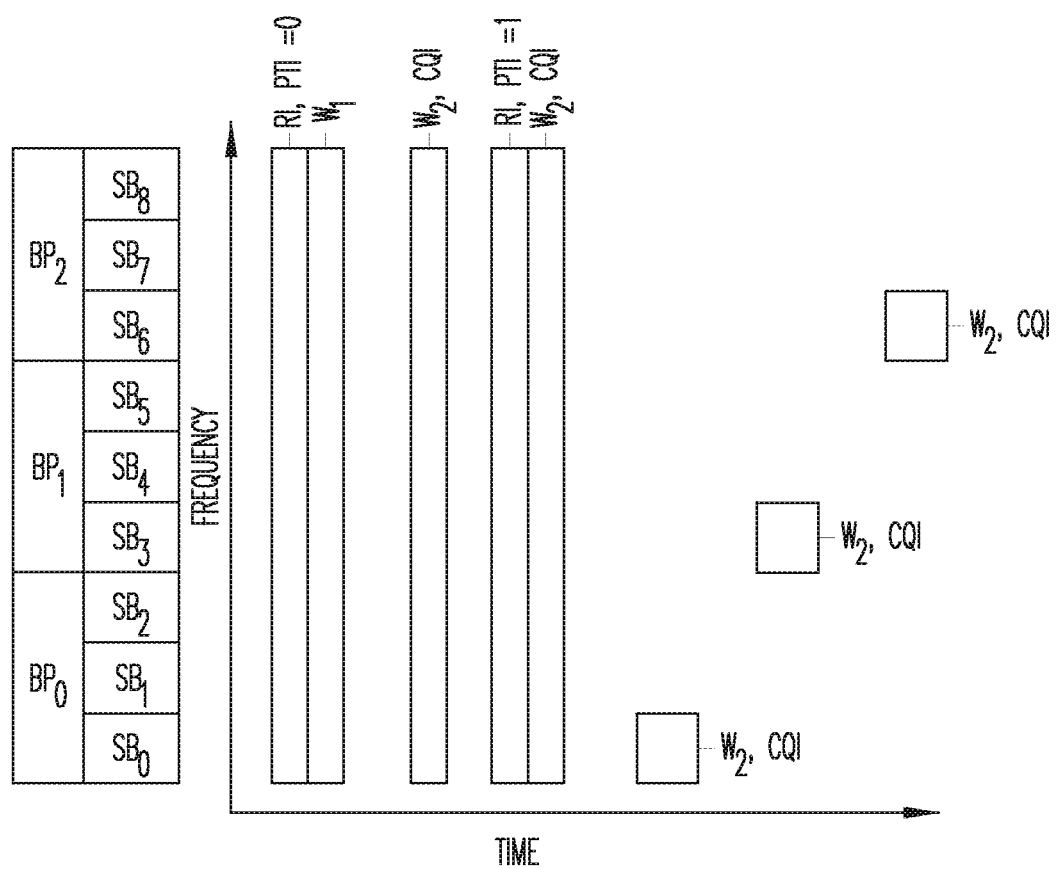 RI, PTI =0
W1
W2, CQI
RI, PTI =1
W2, CQI
BP2
SB8
SB7
SB6
BP1
SB5
SB4
SB3
BP0
SB2
SB1
SB0
FREQUENCY
W2, CQI
W2, CQI
W2, CQI
TIME